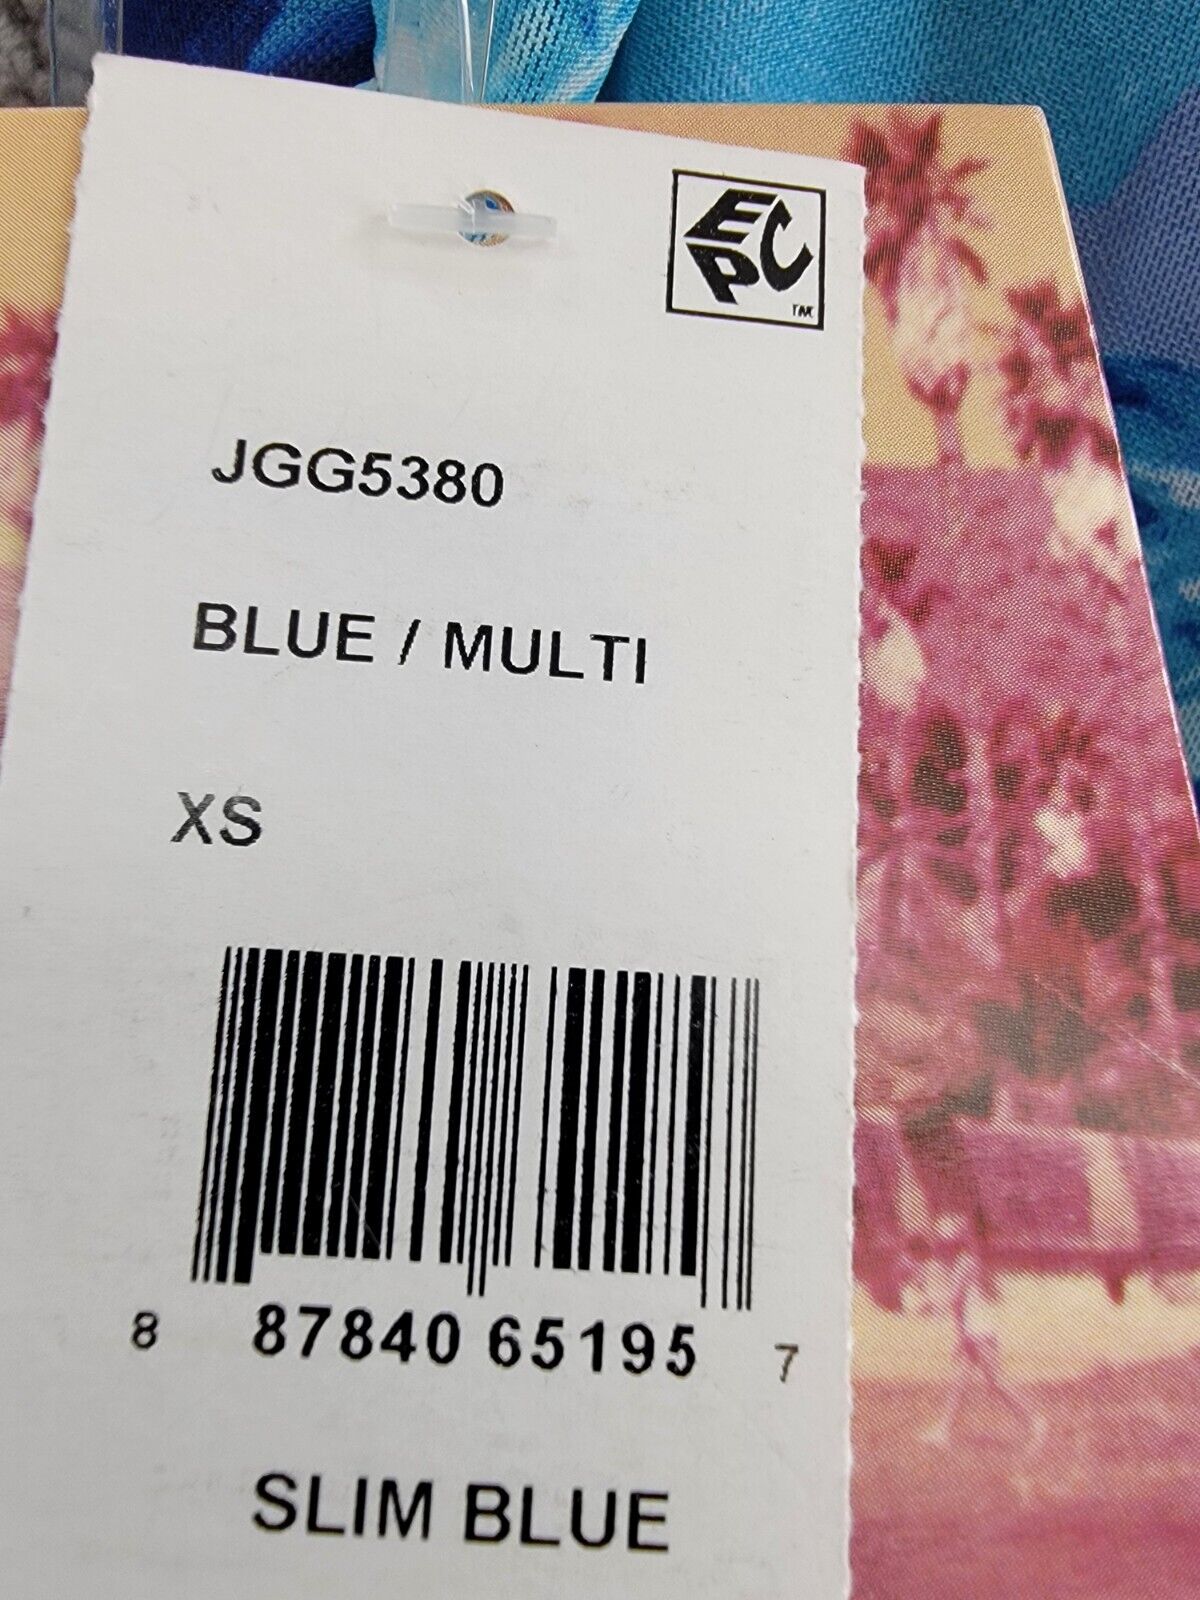 EPC
TM
JGG5380
BLUE / MULTI
XS
8 87840 65195 7
SLIM BLUE